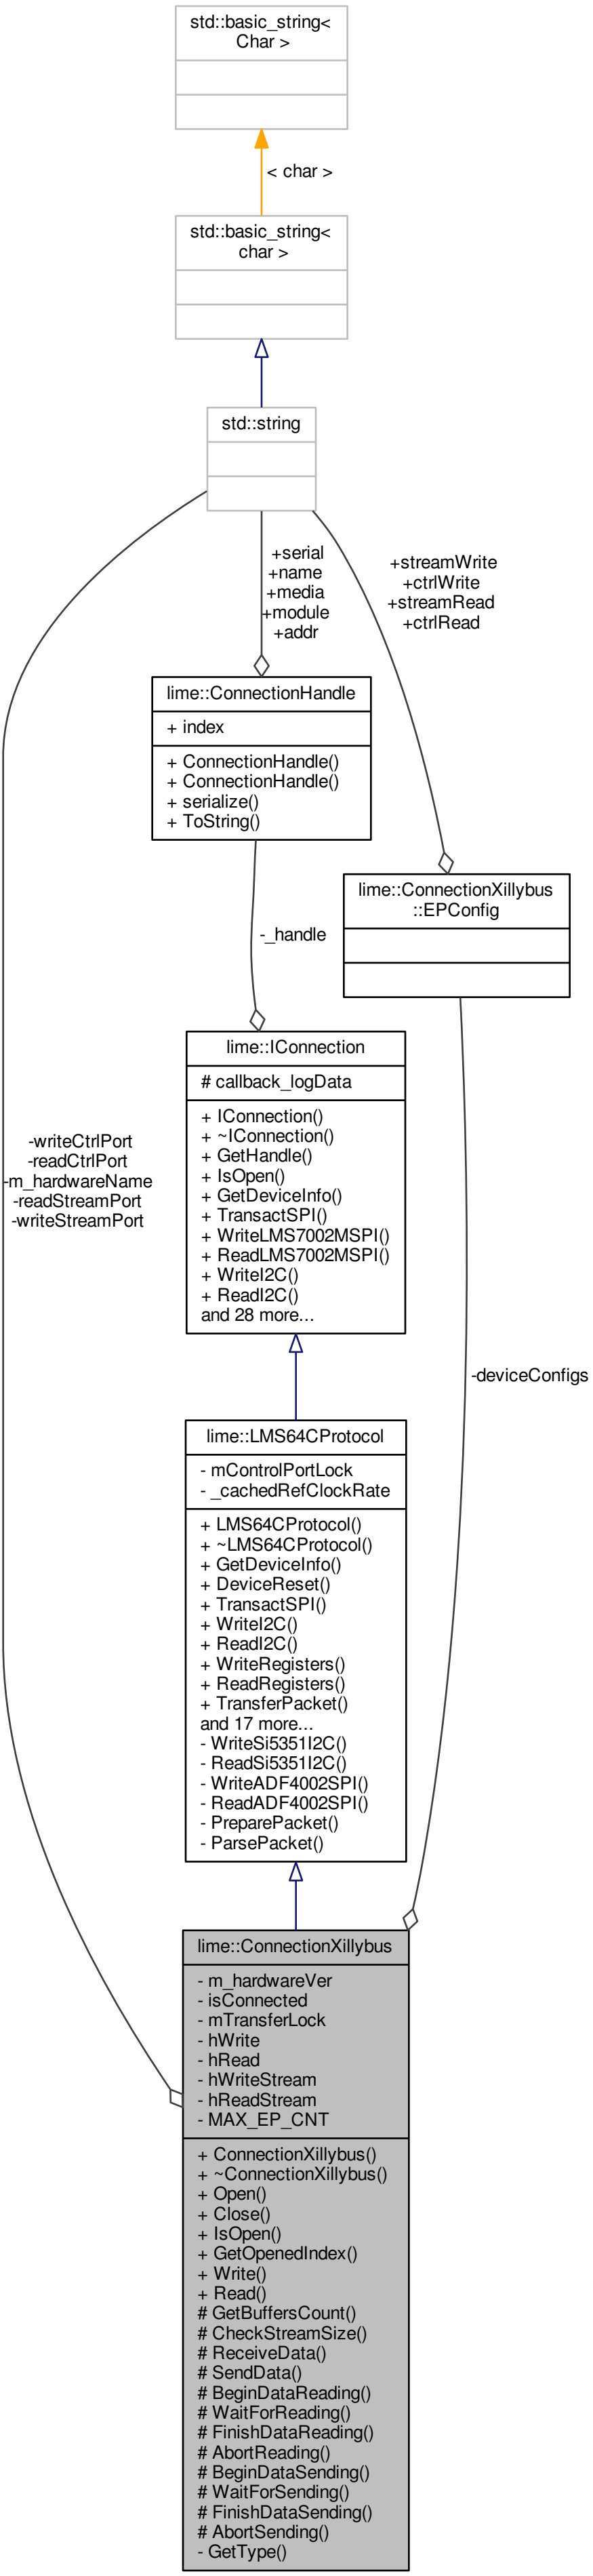 std::basic_string<
Char >
< char >
std::basic_string<
char >
std::string
+serial
+name
+media
+module
+addr
+streamWrite
+ctrlWrite
+streamRead
+ctrlRead
lime::ConnectionHandle
+ index
+ ConnectionHandle()
+ ConnectionHandle()
+ serialize()
+ ToString()
lime::ConnectionXillybus
::EPConfig
-_handle
lime::IConnection
# callback_logData
+ IConnection()
+ ~IConnection()
+ GetHandle()
+ IsOpen()
+ GetDeviceInfo()
+ TransactSPI()
+ WriteLMS7002MSPI()
+ ReadLMS7002MSPI()
+ WriteI2C()
+ ReadI2C()
and 28 more...
-writeCtrlPort
-readCtrlPort
-m_hardwareName
-readStreamPort
-writeStreamPort
-deviceConfigs
lime::LMS64CProtocol
- mControlPortLock
- _cachedRefClockRate
+ LMS64CProtocol()
+ ~LMS64CProtocol()
+ GetDeviceInfo()
+ DeviceReset()
+ TransactSPI()
+ WriteI2C()
+ ReadI2C()
+ WriteRegisters()
+ ReadRegisters()
+ TransferPacket()
and 17 more...
- WriteSi5351I2C()
- ReadSi5351I2C()
- WriteADF4002SPI()
- ReadADF4002SPI()
- PreparePacket()
- ParsePacket()
lime::ConnectionXillybus
- m_hardwareVer
- isConnected
- mTransferLock
- hWrite
- hRead
- hWriteStream
- hReadStream
- MAX_EP_CNT
+ ConnectionXillybus()
+ ~ConnectionXillybus()
+ Open()
+ Close()
+ IsOpen()
+ GetOpenedIndex()
+ Write()
+ Read()
# GetBuffersCount()
# CheckStreamSize()
# ReceiveData()
# SendData()
# BeginDataReading()
# WaitForReading()
# FinishDataReading()
# AbortReading()
# BeginDataSending()
# WaitForSending()
# FinishDataSending()
# AbortSending()
- GetType()